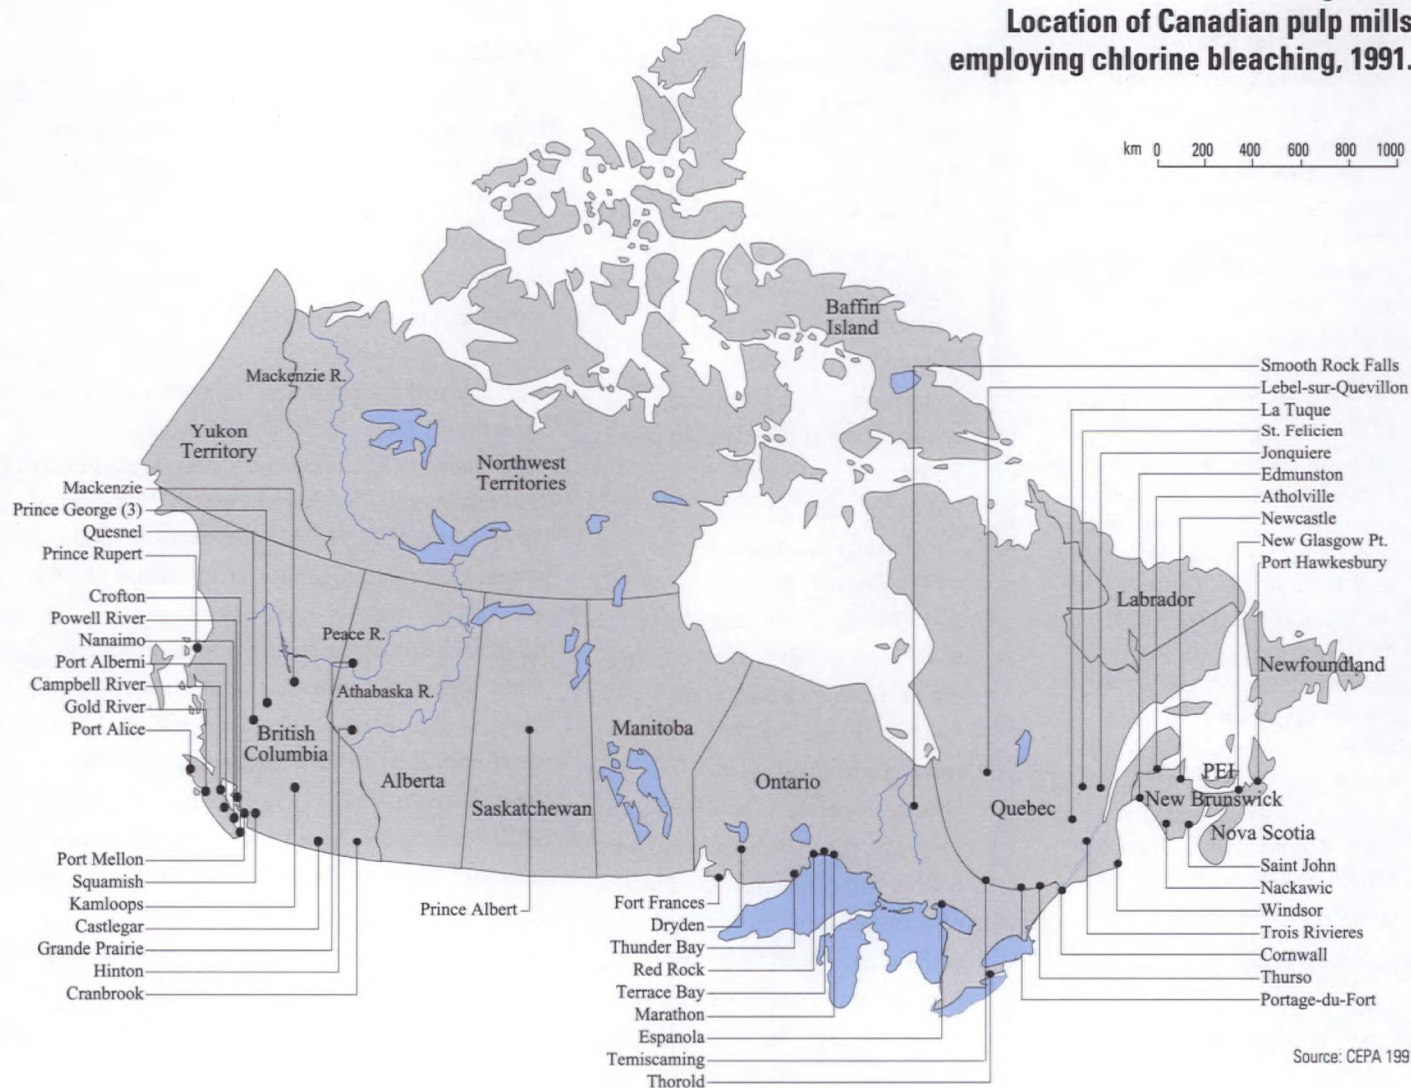 Location of Canadian pulp mills
employing chlorine bleaching, 1991.
km 0 200 400 600 800 1000
Baffin
Island
Mackenzie R.
Yukon
Territory
Northwest
Territories
Mackenzie
Prince George (3)
Quesnel
Prince Rupert
Crofton
Powell River
Nanaimo
Port Alberni
Campbell River
Gold River
Port Alice
Peace R.
Athabaska R.
British
Columbia
Alberta
Saskatchewan
Manitoba
Ontario
Quebec
Labrador
Newfoundland
PEI
New Brunswick
Nova Scotia
Smooth Rock Falls
Lebel-sur-Quevillon
La Tuque
St. Felicien
Jonquiere
Edmunston
Atholville
Newcastle
New Glasgow Pt.
Port Hawkesbury
Port Mellon
Squamish
Kamloops
Castlegar
Grande Prairie
Hinton
Cranbrook
Prince Albert
Fort Frances
Dryden
Thunder Bay
Red Rock
Terrace Bay
Marathon
Espanola
Temiscaming
Thorold
Saint John
Nackawic
Windsor
Trois Rivieres
Cornwall
Thurso
Portage-du-Fort
Source: CEPA 199